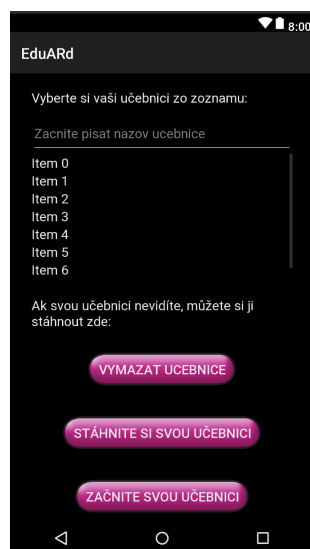 8:00
EduARd
Vyberte si vaši učebnici zo zoznamu:
Zacnite pisat nazov ucebnice
Item 0
Item 1
Item 2
Item 3
Item 4
Item 5
Item 6
Ak svou učebnici nevidíte, můžete si ji
stáhnout zde:
VYMAZAT UCEBNICE
STÁHNITE SI SVOU UČEBNICI
ZAČNITE SVOU UČEBNICI